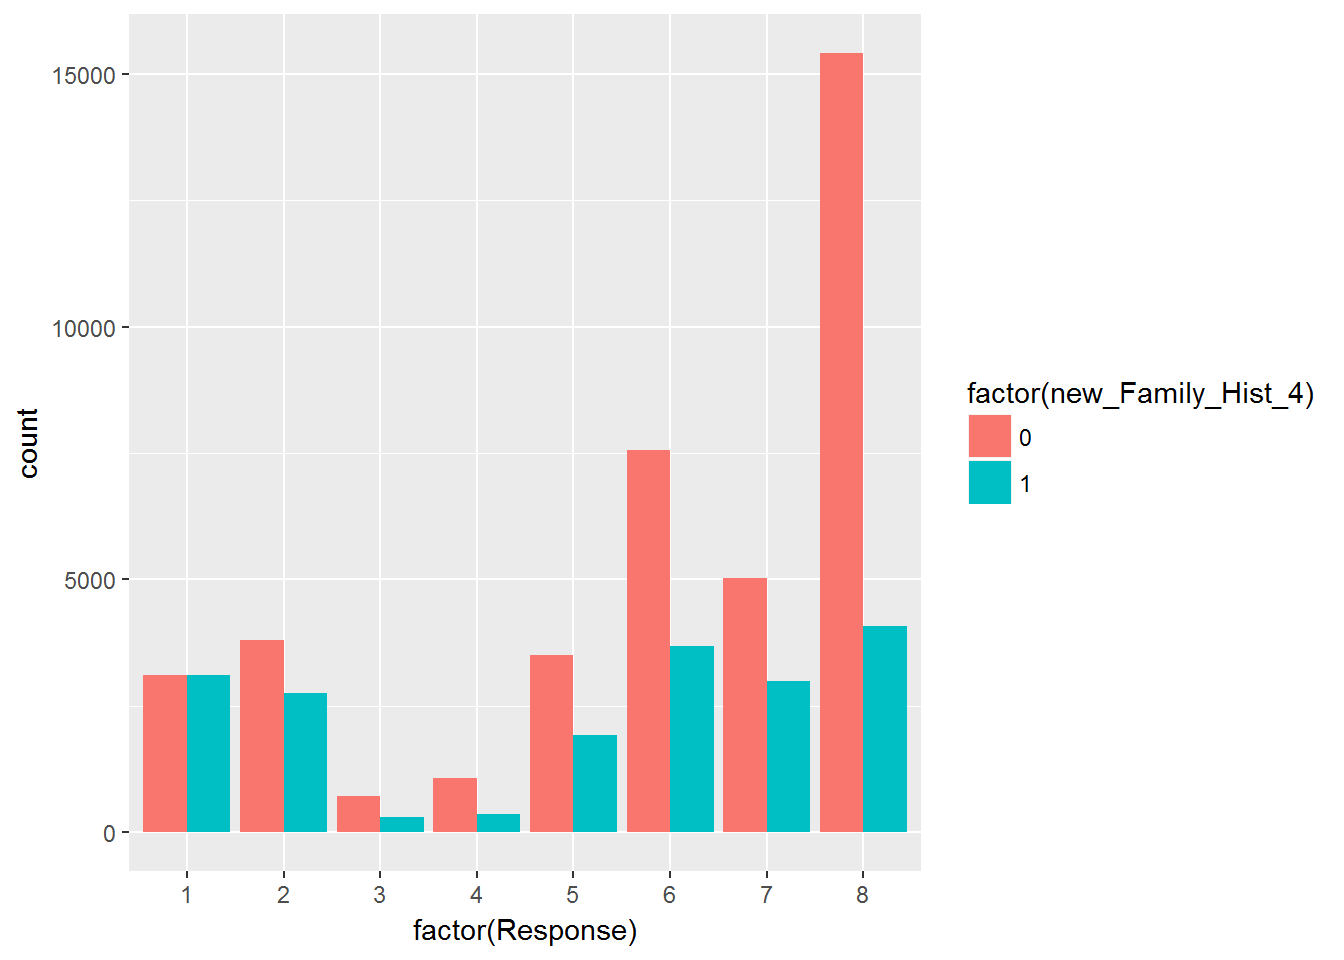 15000
10000
5000
0
count
1 2 3 4 5 6 7 8
factor(Response)
factor(new_Family_Hist_4)
0
1